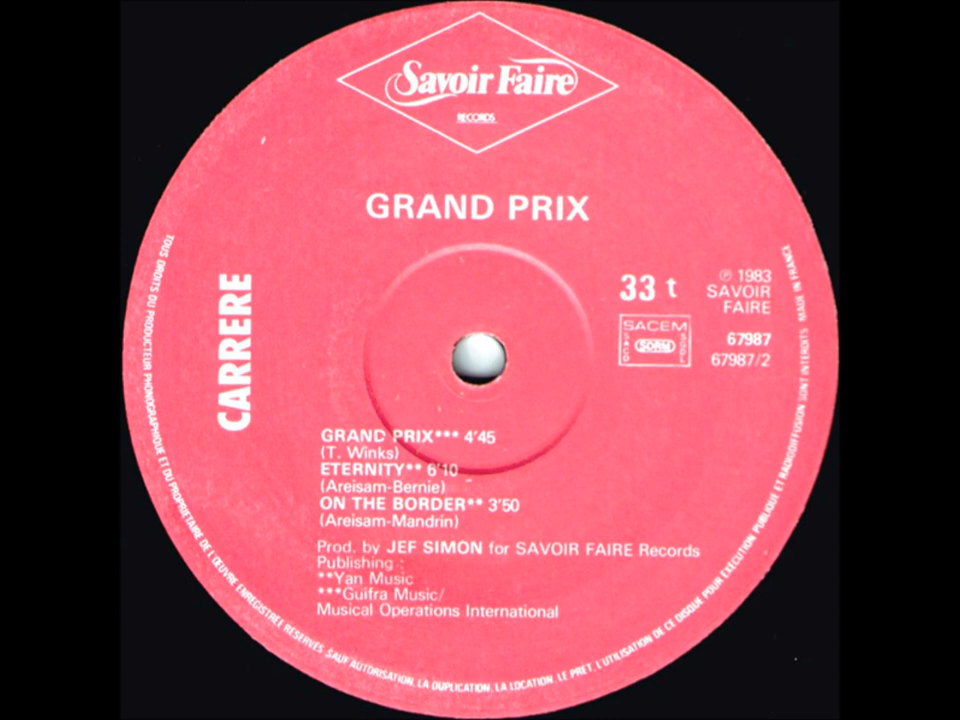 Savoir Faire
RECORDS
GRAND PRIX
CARRERE
33 t
℗ 1983
SAVOIR
FAIRE
SACEM
SACD SDRM SGDL
67987
67987/2
GRAND PRIX*** 4'45
(T. Winks)
ETERNITY** 6'10
(Areisam-Bernie)
ON THE BORDER** 3'50
(Areisam-Mandrin)
Prod. by JEF SIMON for SAVOIR FAIRE Records
Publishing :
**Yan Music
***Guifra Music/
Musical Operations International
TOUS DROITS DU PRODUCTEUR PHONOGRAPHIQUE ET DU PROPRIETAIRE DE L'ŒUVRE ENREGISTREE RESERVES. SAUF AUTORISATION, LA DUPLICATION, LA LOCATION, LE PRET, L'UTILISATION DE CE DISQUE POUR EXECUTION PUBLIQUE ET RADIODIFFUSION SONT INTERDITS. MADE IN FRANCE